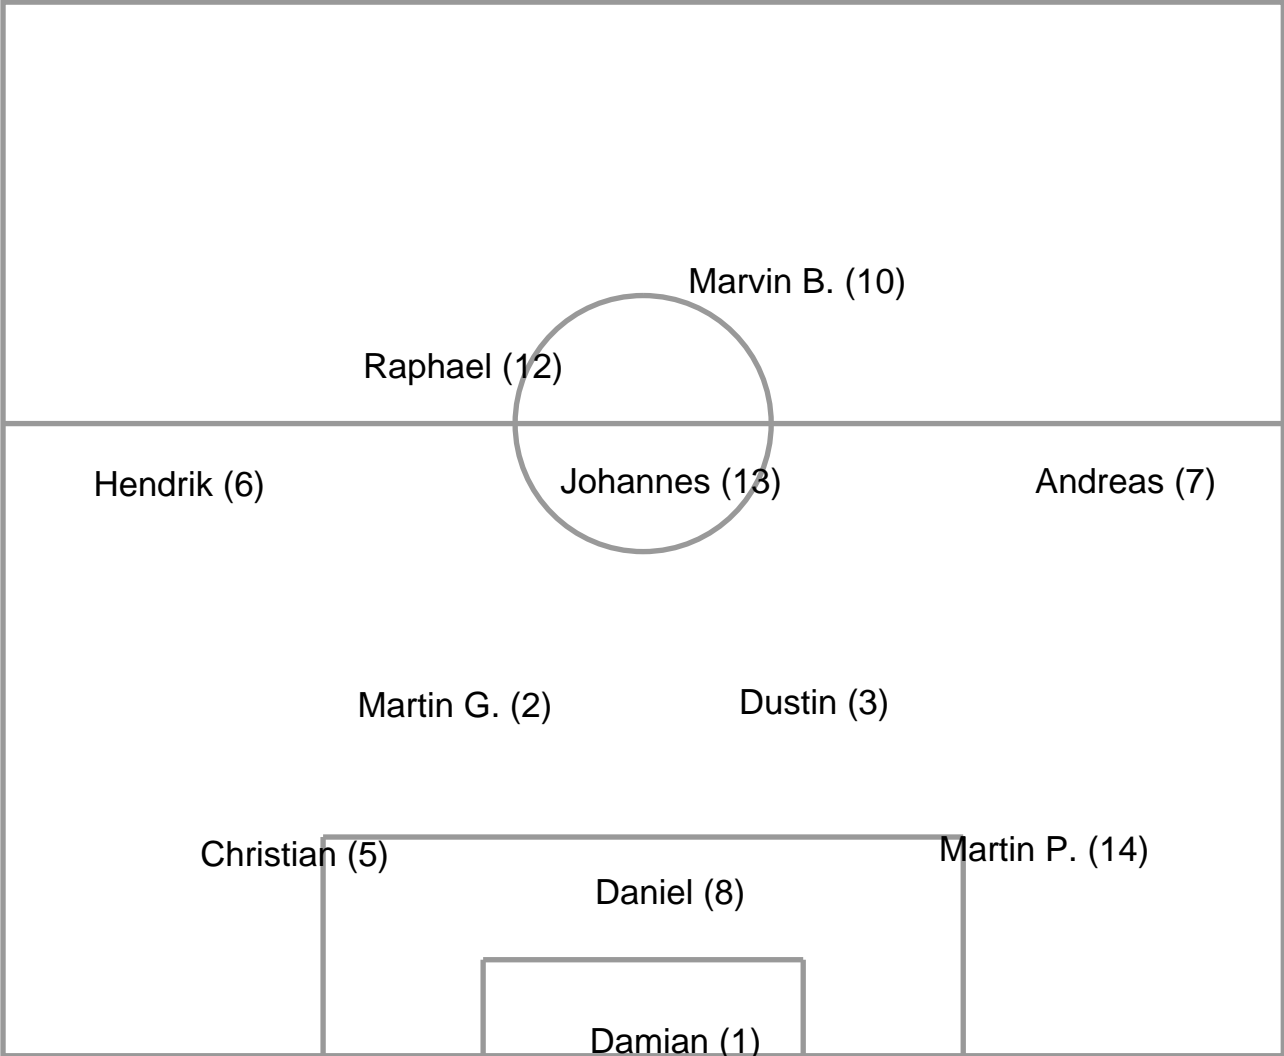 Marvin B. (10)
Raphael (12)
Hendrik (6)
Johannes (13)
Andreas (7)
Martin G. (2)
Dustin (3)
Christian (5)
Martin P. (14)
Daniel (8)
Damian (1)